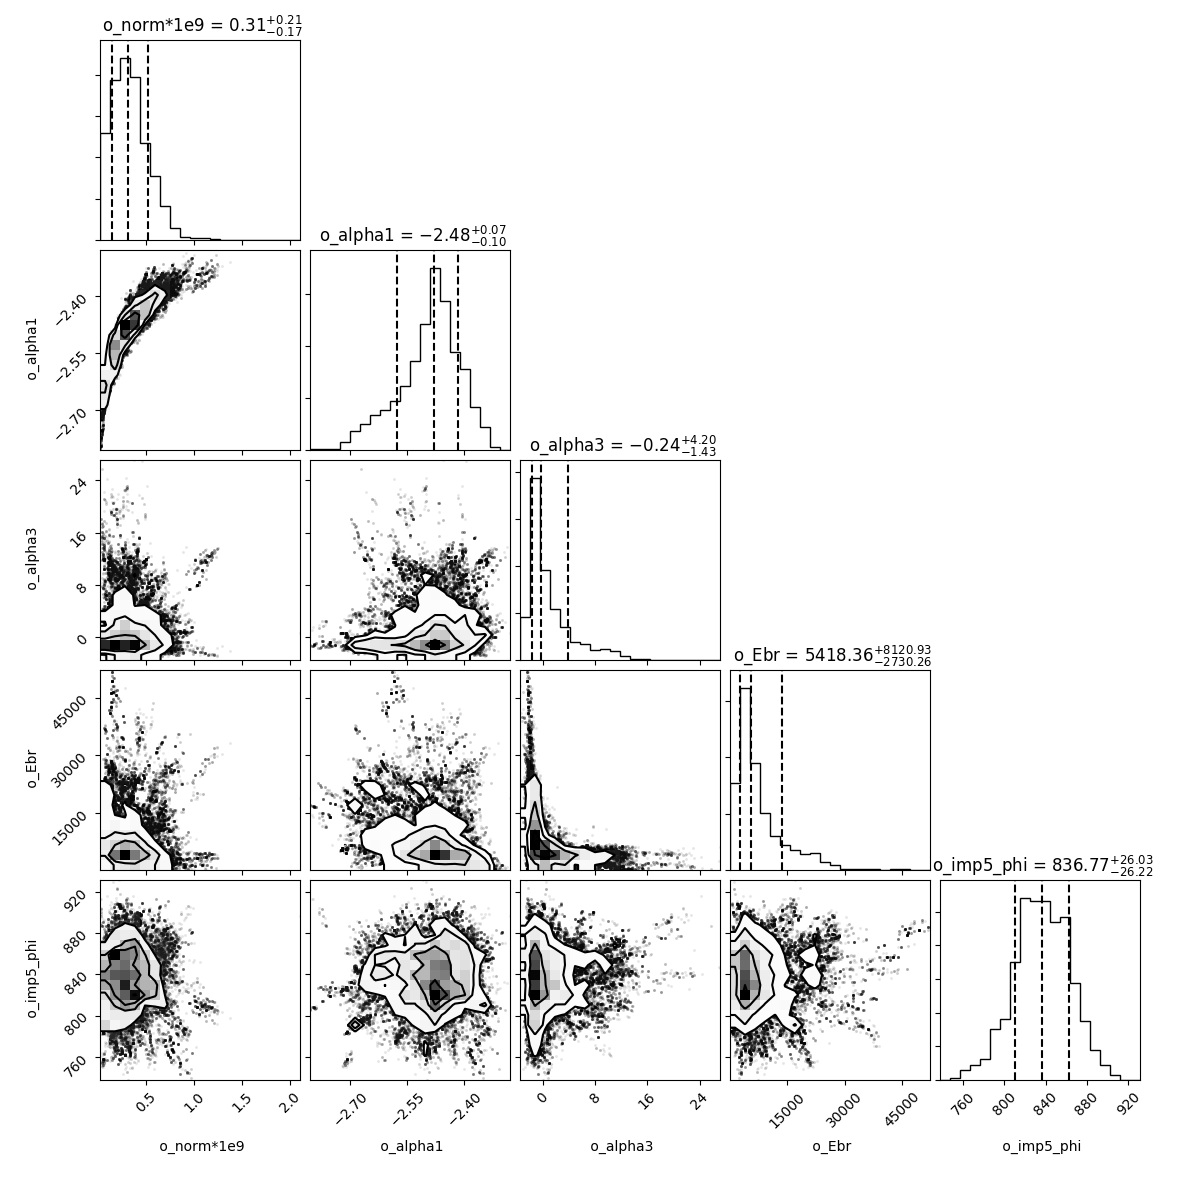 o_norm*1e9 = 0.31+0.21−0.17
o_alpha1 = −2.48+0.07−0.10
−2.40
−2.55
−2.70
o_alpha1
o_alpha3 = −0.24+4.20−1.43
24
16
8
0
o_alpha3
o_Ebr = 5418.36+8120.93−2730.26
45000
30000
15000
o_Ebr
o_imp5_phi = 836.77+26.03−26.22
920
880
840
800
760
o_imp5_phi
0.5 1.0 1.5 2.0
−2.70 −2.55 −2.40
0 8 16 24
15000 30000 45000
760 800 840 880 920
o_norm*1e9 o_alpha1 o_alpha3 o_Ebr o_imp5_phi